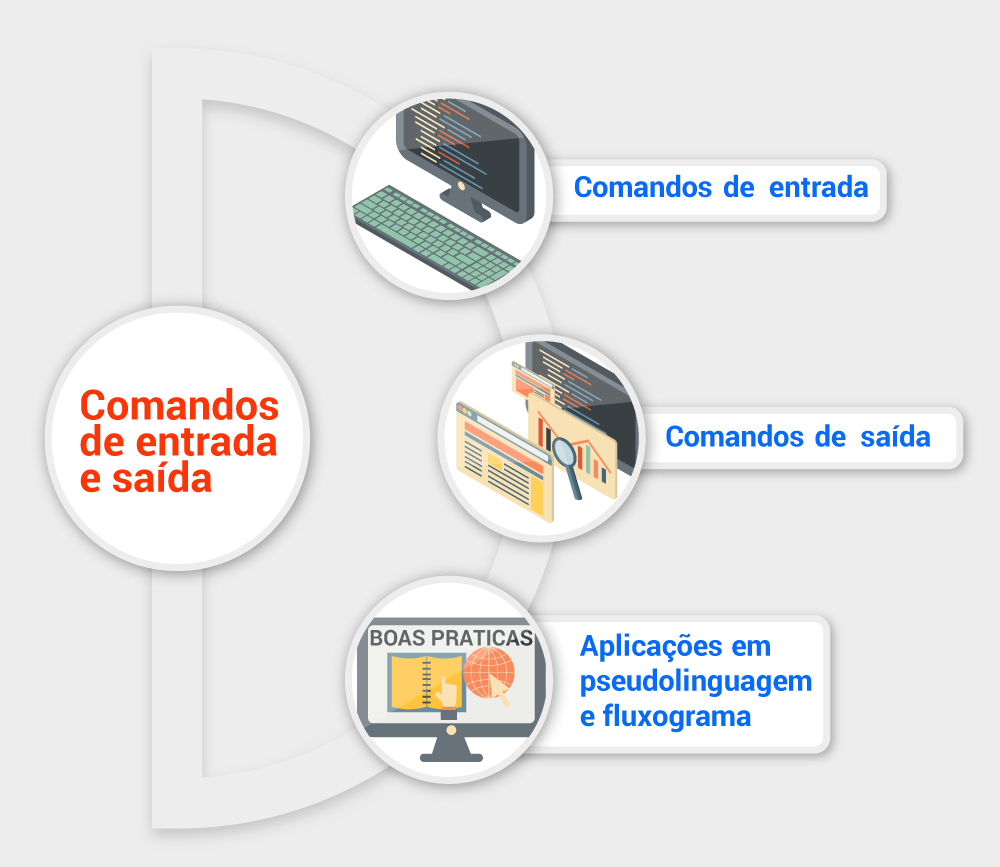 Comandos
de entrada
e saída
Comandos de entrada
Comandos de saída
BOAS PRATICAS
Aplicações em
pseudolinguagem
e fluxograma